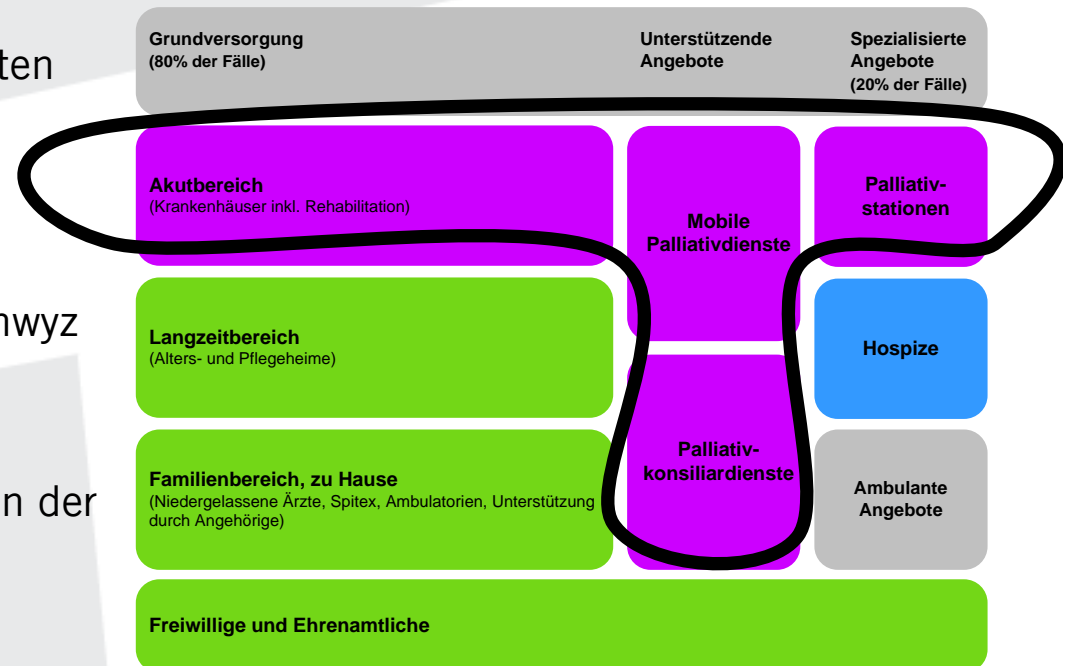 ten
nwyz
n der
Grundversorgung
(80% der Fälle)
Unterstützende
Angebote
Spezialisierte
Angebote
(20% der Fälle)
Akutbereich
(Krankenhäuser inkl. Rehabilitation)
Mobile
Palliativdienste
Palliativ-
stationen
Langzeitbereich
(Alters- und Pflegeheime)
Hospize
Familienbereich, zu Hause
(Niedergelassene Ärzte, Spitex, Ambulatorien, Unterstützung
durch Angehörige)
Palliativ-
konsiliardienste
Ambulante
Angebote
Freiwillige und Ehrenamtliche